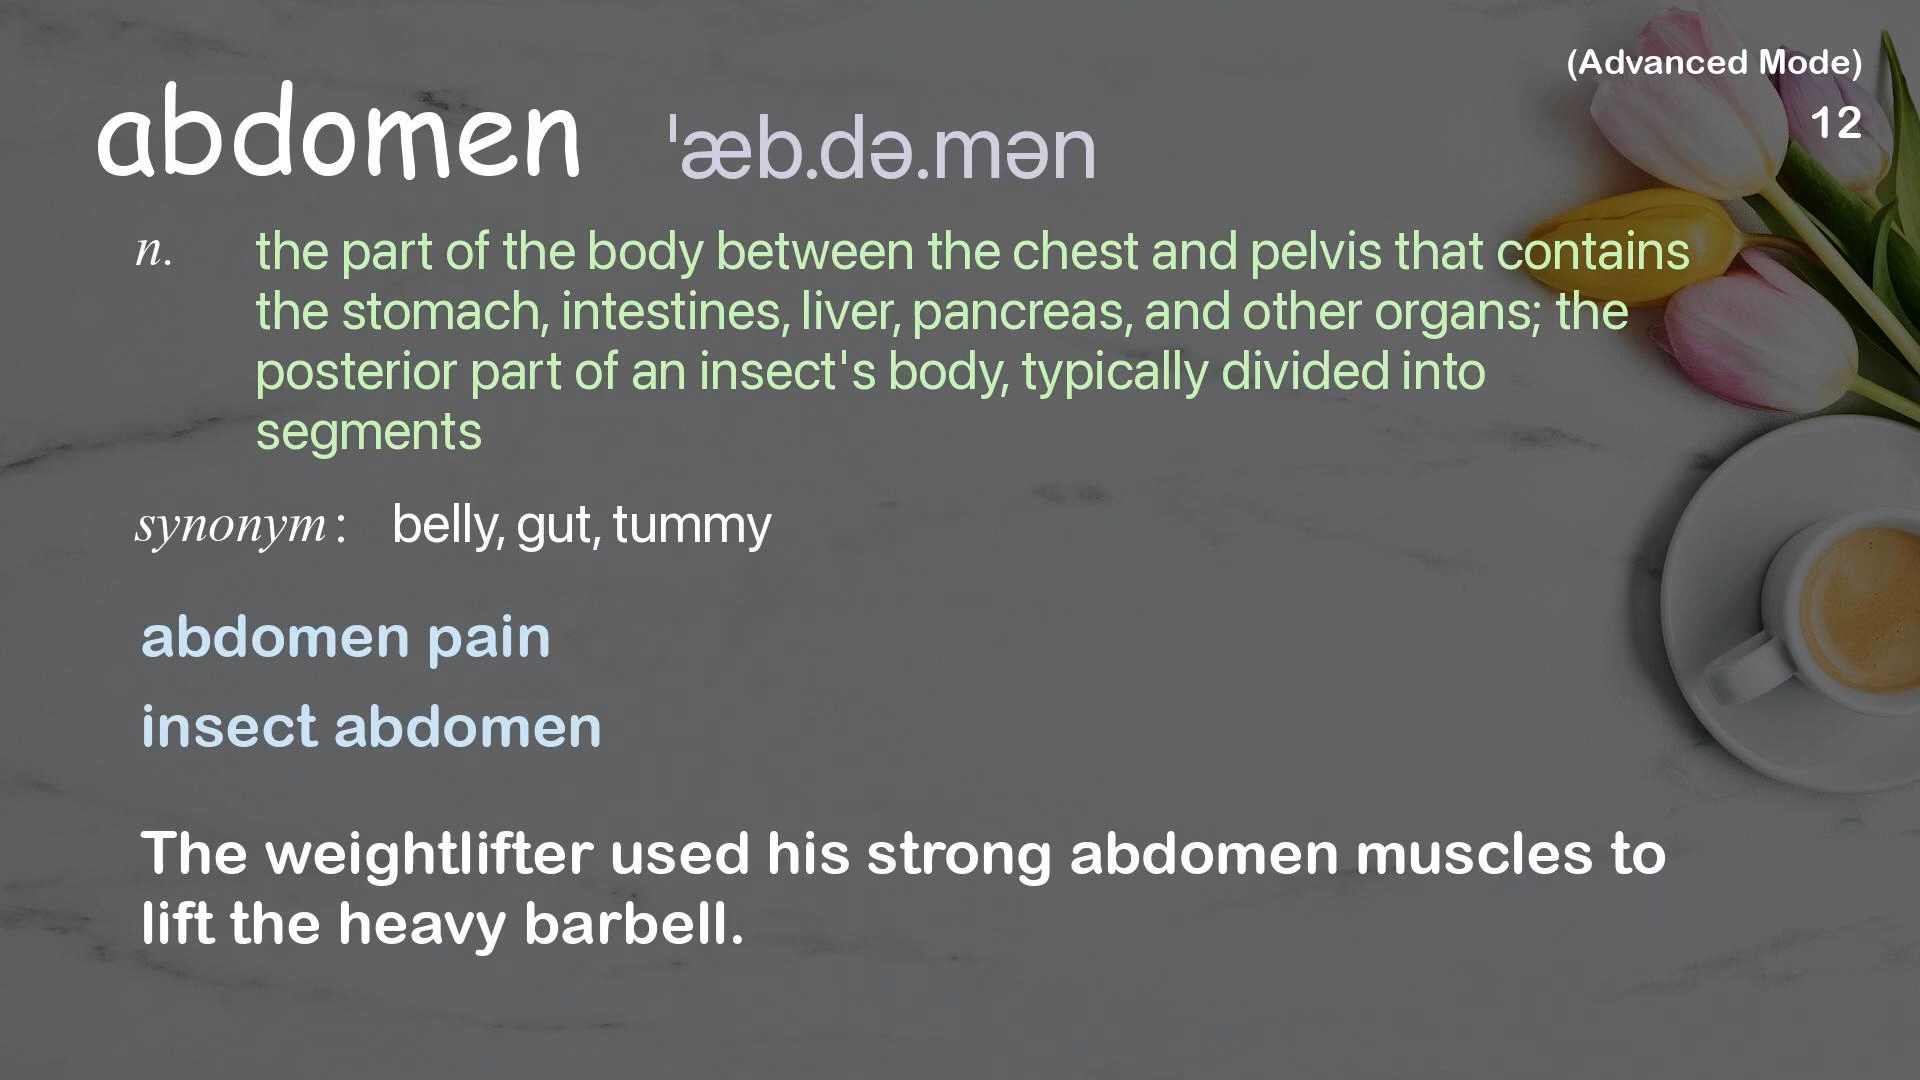 (Advanced Mode)
12
abdomen ˈæb.də.mən
n. the part of the body between the chest and pelvis that contains
the stomach, intestines, liver, pancreas, and other organs; the
posterior part of an insect's body, typically divided into
segments
synonym: belly, gut, tummy
abdomen pain
insect abdomen
The weightlifter used his strong abdomen muscles to
lift the heavy barbell.